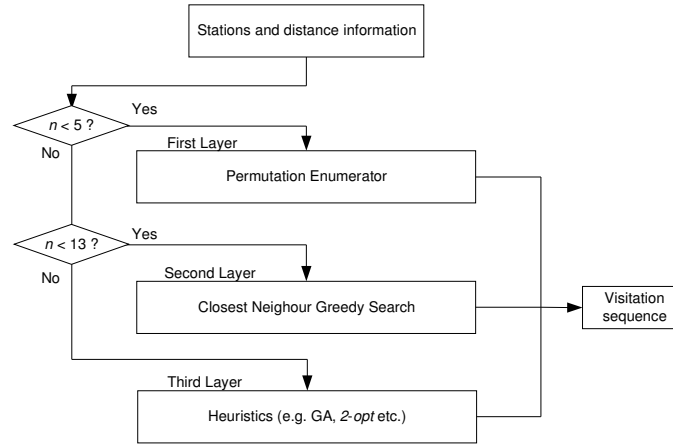 Stations and distance information
n < 5 ?
Yes
No
First Layer
Permutation Enumerator
n < 13 ?
Yes
No
Second Layer
Closest Neighour Greedy Search
Visitation
sequence
Third Layer
Heuristics (e.g. GA, 2-opt etc.)